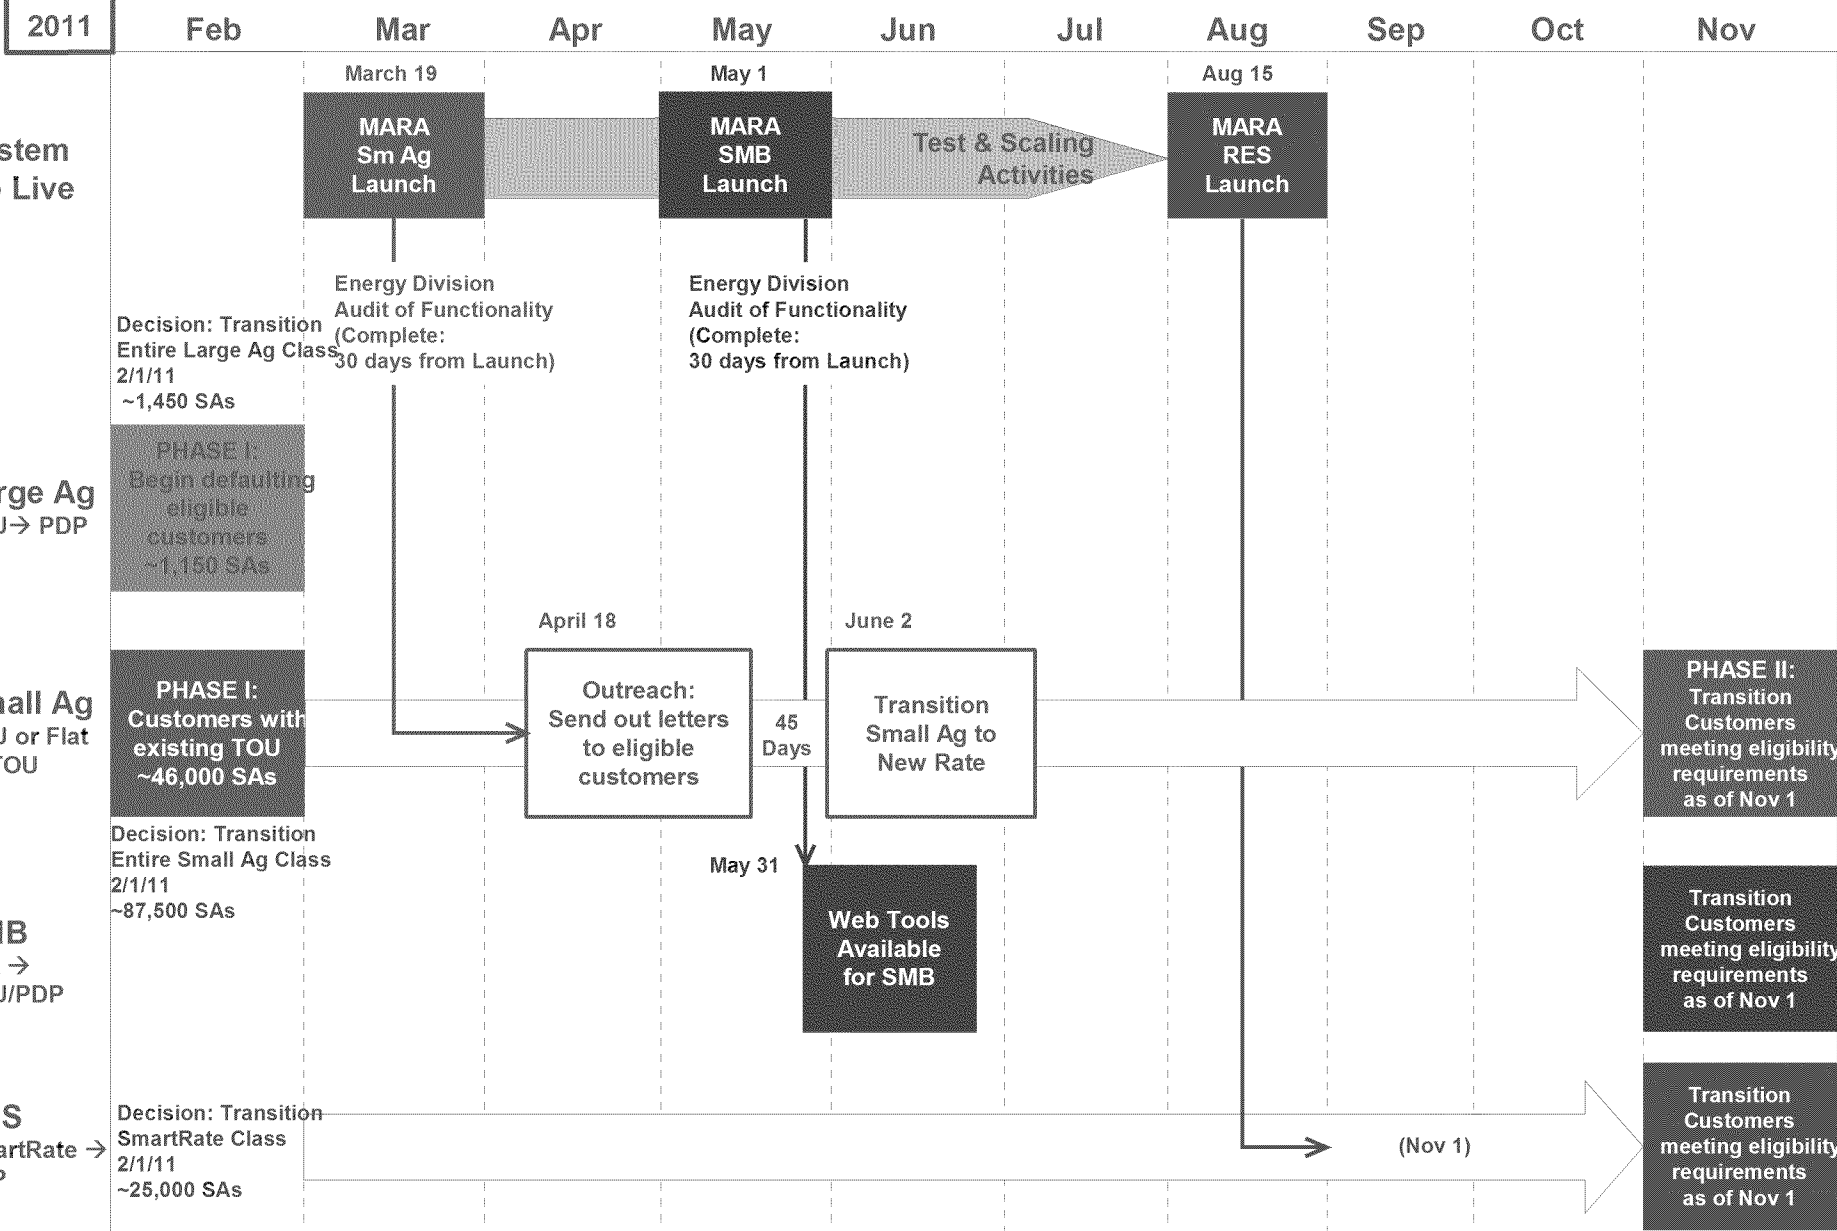 2011 Feb Mar Apr May Jun Jul Aug Sep Oct Nov
March 19
May 1
Aug 15
stem
Live
MARA
Sm Ag
Launch
MARA
SMB
Launch
Test & Scaling
Activities
MARA
RES
Launch
Energy Division
Audit of Functionality
(Complete:
30 days from Launch)
Energy Division
Audit of Functionality
(Complete:
30 days from Launch)
Decision: Transition
Entire Large Ag Class
2/1/11
~1,450 SAs
rge Ag
J→ PDP
PHASE I:
Begin defaulting
eligible
customers
~1,150 SAs
April 18
June 2
nall Ag
J or Flat
TOU
PHASE I:
Customers with
existing TOU
~46,000 SAs
Outreach:
Send out letters
to eligible
customers
45
Days
Transition
Small Ag to
New Rate
PHASE II:
Transition
Customers
meeting eligibility
requirements
as of Nov 1
Decision: Transition
Entire Small Ag Class
2/1/11
~87,500 SAs
May 31
IB
→
J/PDP
Web Tools
Available
for SMB
Transition
Customers
meeting eligibility
requirements
as of Nov 1
S
artRate →
P
Decision: Transition
SmartRate Class
2/1/11
~25,000 SAs
(Nov 1)
Transition
Customers
meeting eligibility
requirements
as of Nov 1